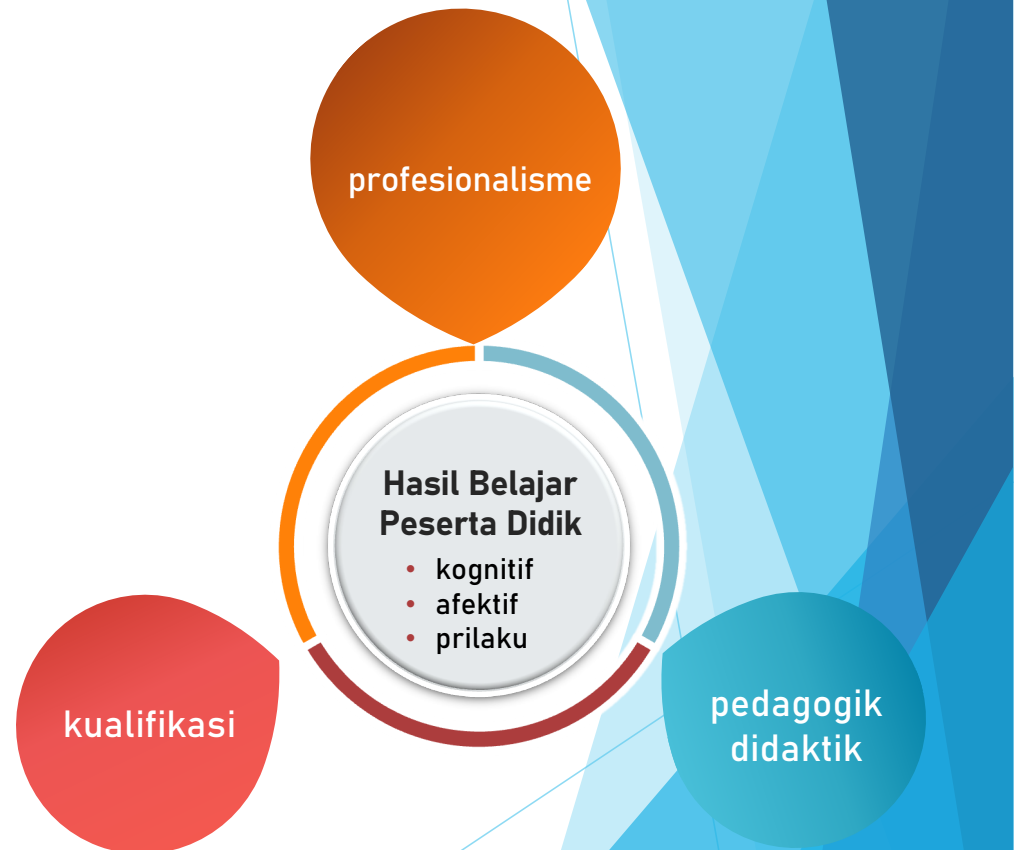 profesionalisme
Hasil Belajar
Peserta Didik
• kognitif
• afektif
• prilaku
kualifikasi
pedagogik
didaktik